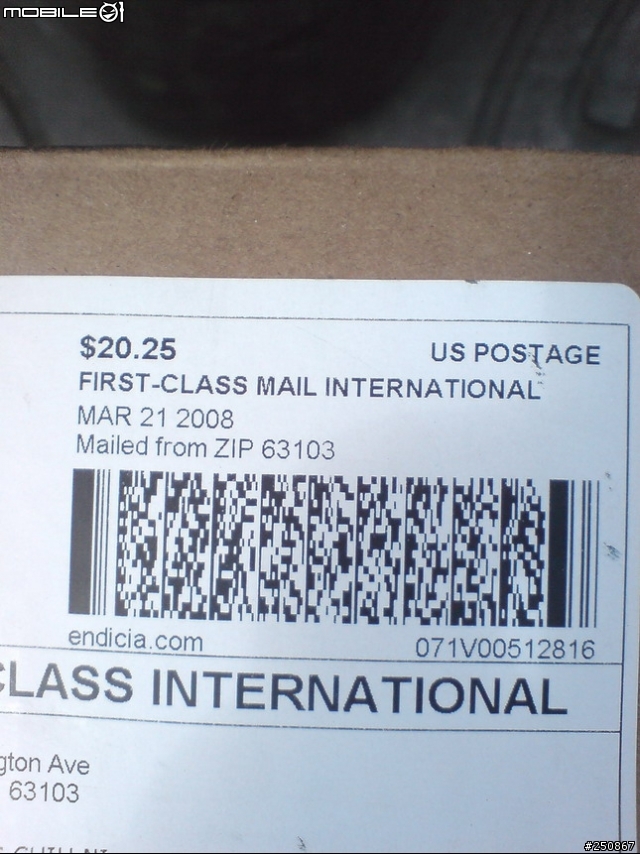 MOBILE01
$20.25
US POSTAGE
FIRST-CLASS MAIL INTERNATIONAL
MAR 21 2008
Mailed from ZIP 63103
endicia.com
071V00512816
CLASS INTERNATIONAL
gton Ave
63103
#250867